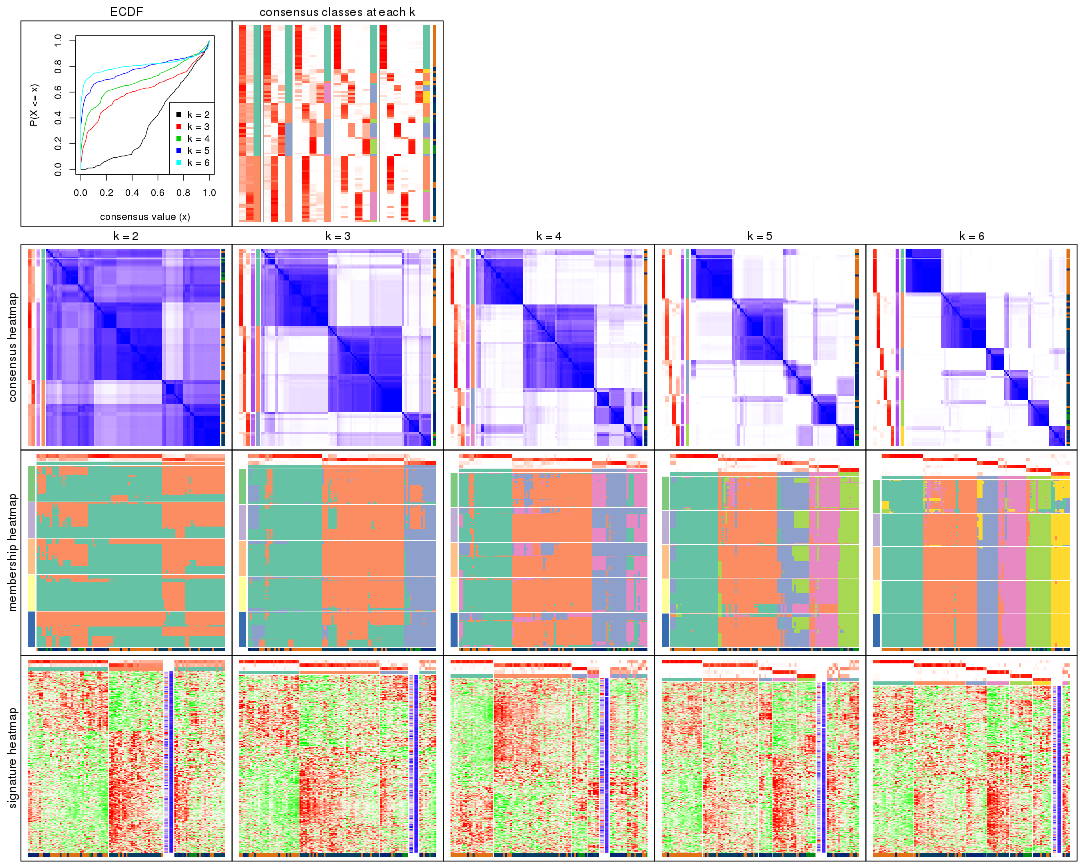 ECDF
consensus classes at each k
P(X <= x)
0.0 0.2 0.4 0.6 0.8 1.0
k = 2
k = 3
k = 4
k = 5
k = 6
0.0 0.2 0.4 0.6 0.8 1.0
consensus value (x)
k = 2
k = 3
k = 4
k = 5
k = 6
consensus heatmap
membership heatmap
signature heatmap